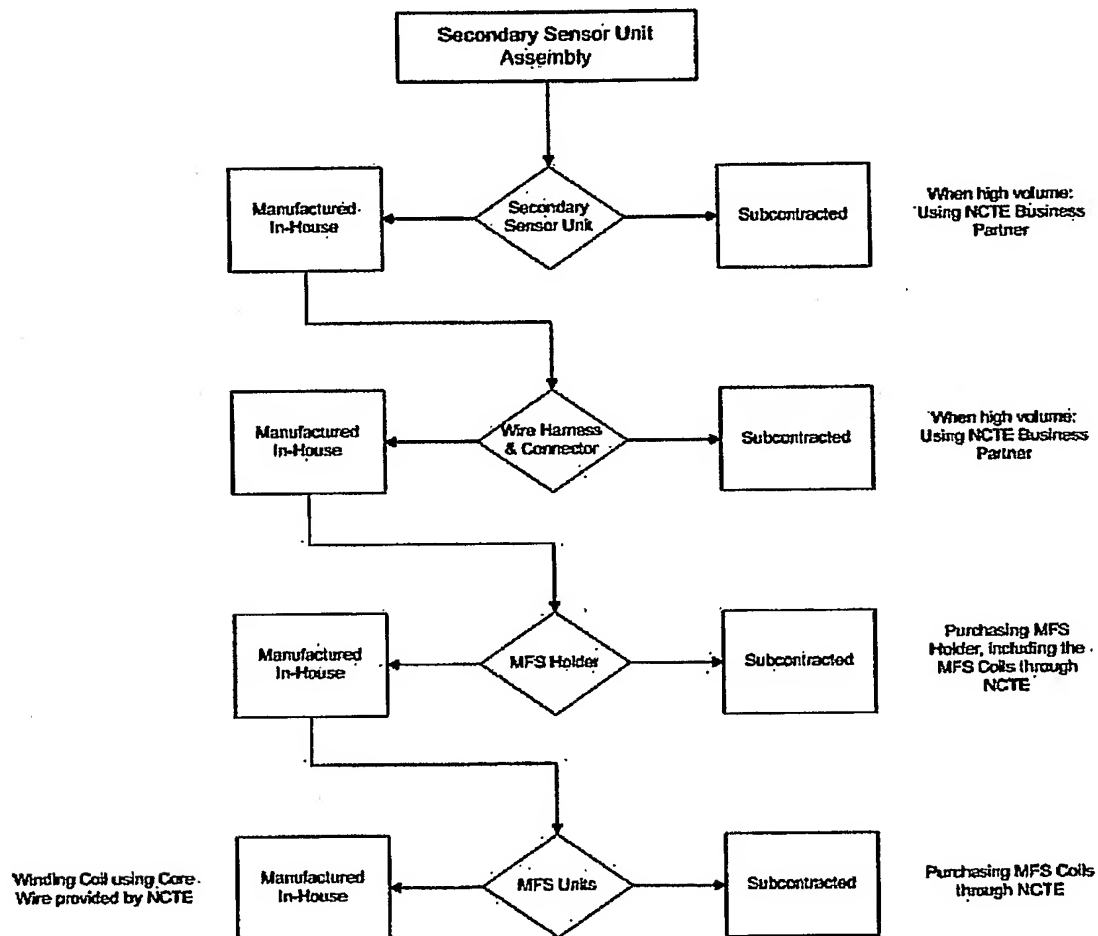 Secondary Sensor Unit
Assembly
Manufactured
In-House
Secondary
Sensor Unit
Subcontracted
When high volume:
Using NCTE Business
Partner
Manufactured
In-House
Wire Harness
& Connector
Subcontracted
When high volume:
Using NCTE Business
Partner
Manufactured
In-House
MFS Holder
Subcontracted
Purchasing MFS
Holder, including the
MFS Coils through
NCTE
Winding Coil using Core
Wire provided by NCTE
Manufactured
In-House
MFS Units
Subcontracted
Purchasing MFS Coils
through NCTE